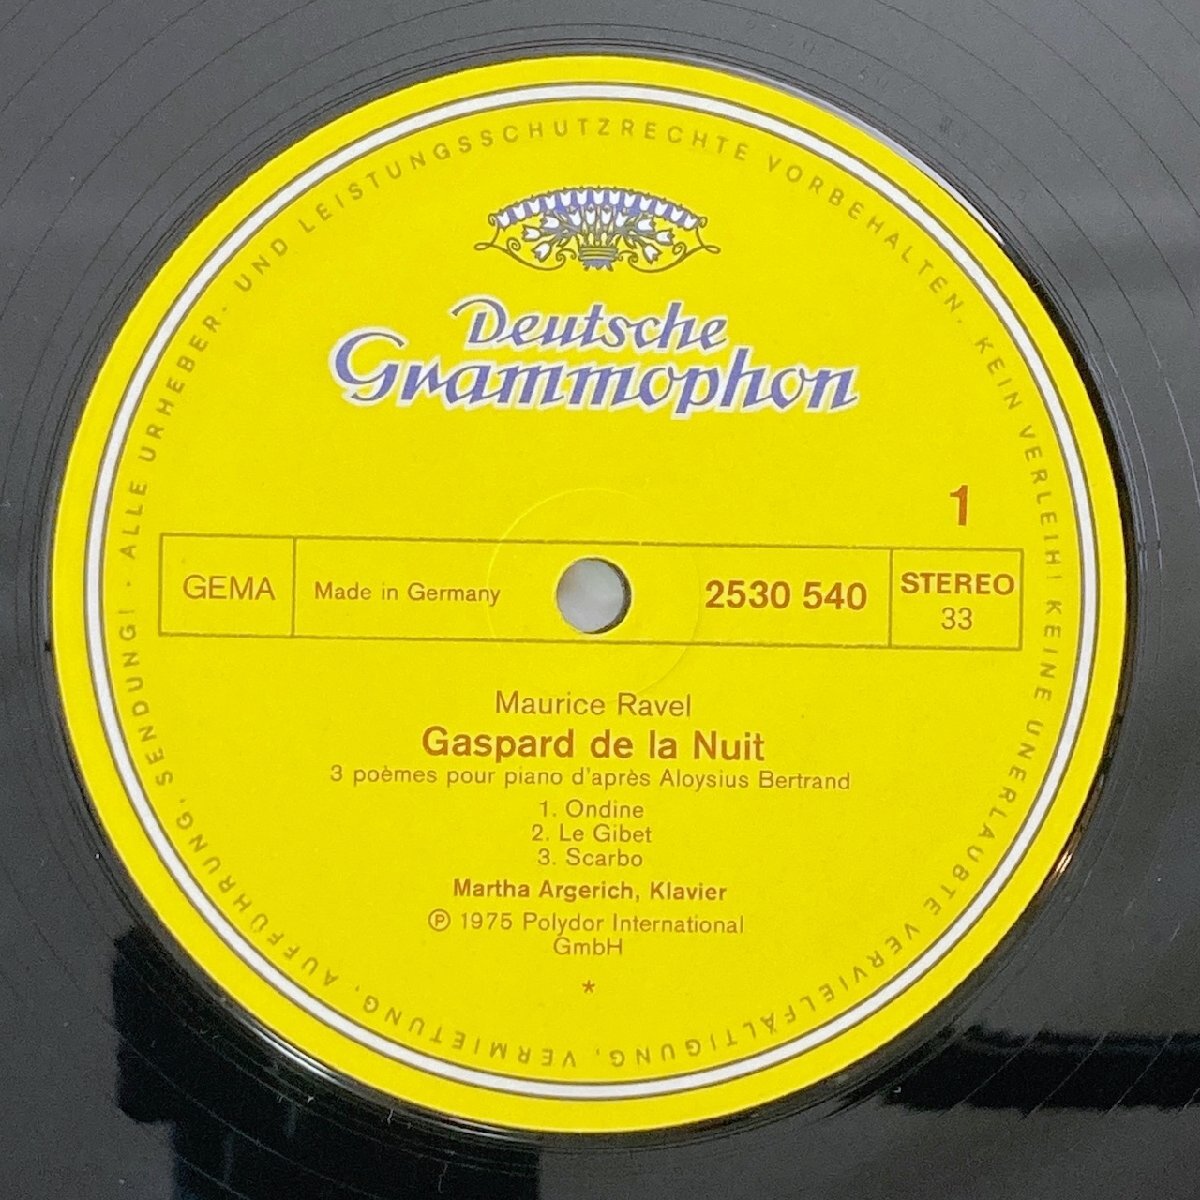 ALLE URHEBER- UND LEISTUNGSSCHUTZRECHTE VORBEHALTEN. KEIN VERLEIH! KEINE UNERLAUBTE VERVIELFÄLTIGUNG, VERMIETUNG, AUFFÜHRUNG, SENDUNG! ·
Deutsche
Grammophon
1
GEMA
Made in Germany
2530 540
STEREO
33
Maurice Ravel
Gaspard de la Nuit
3 poèmes pour piano d'après Aloysius Bertrand
1. Ondine
2. Le Gibet
3. Scarbo
Martha Argerich, Klavier
℗ 1975 Polydor International
GmbH
*